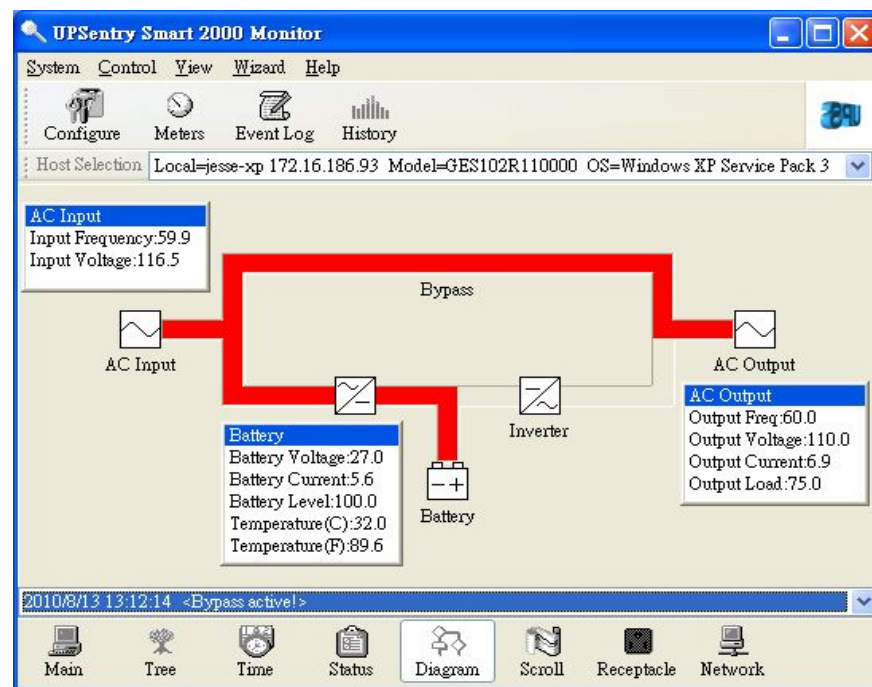 UPSentry Smart 2000 Monitor
System Control View Wizard Help
Configure Meters Event Log History
UPS
Host Selection Local=jesse-xp 172.16.186.93 Model=GES102R110000 OS=Windows XP Service Pack 3
AC Input
Input Frequency:59.9
Input Voltage:116.5
Bypass
AC Input
AC Output
Inverter
Battery
Battery Voltage:27.0
Battery Current:5.6
Battery Level:100.0
Temperature(C):32.0
Temperature(F):89.6
Battery
AC Output
Output Freq:60.0
Output Voltage:110.0
Output Current:6.9
Output Load:75.0
2010/8/13 13:12:14 <Bypass active!>
Main Tree Time Status Diagram Scroll Receptacle Network